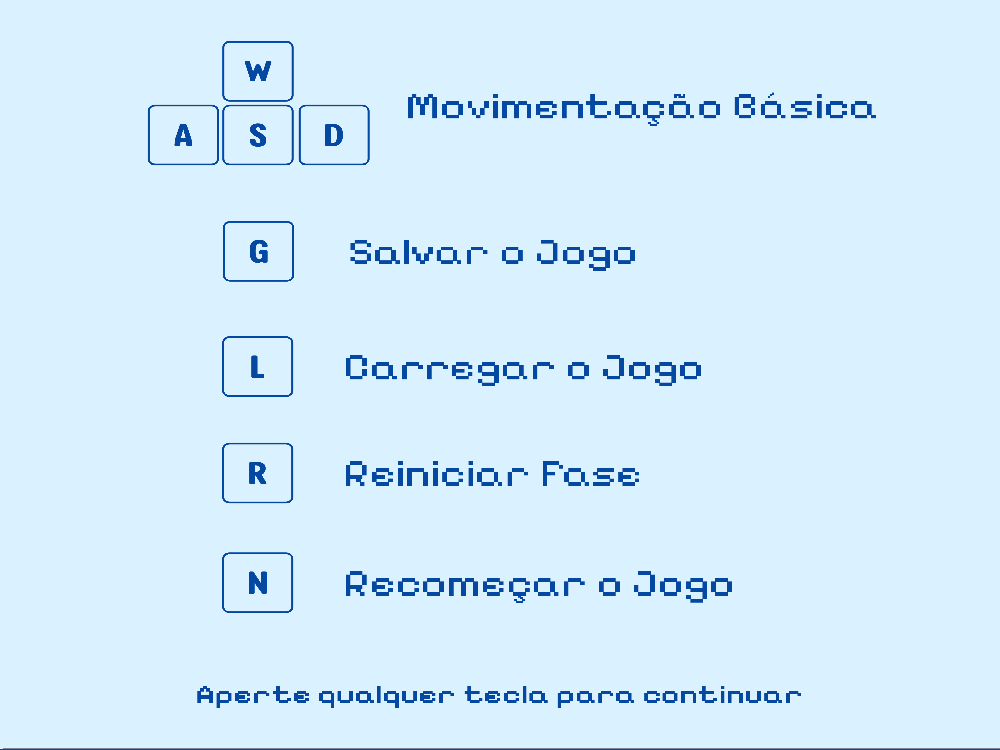 W
A S D Movimentação Básica
G Salvar o Jogo
L Carregar o Jogo
R Reiniciar Fase
N Recomeçar o Jogo
Aperte qualquer tecla para continuar